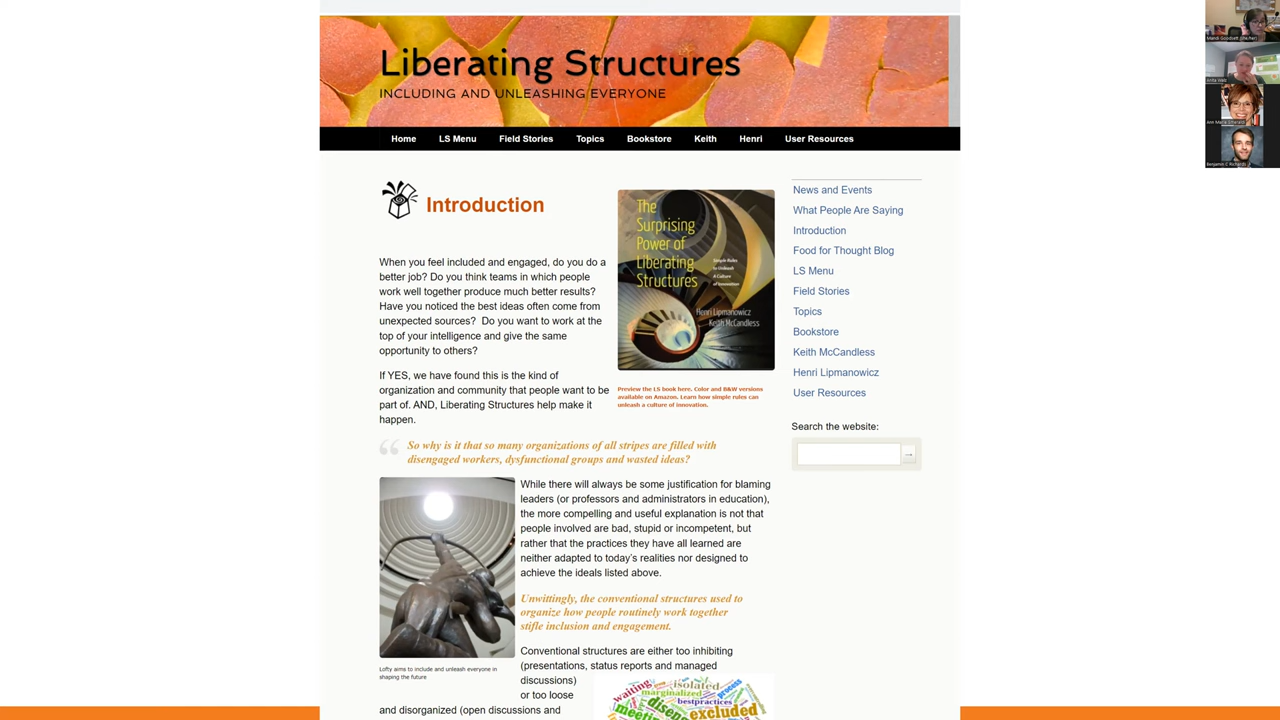 Liberating Structures
INCLUDING AND UNLEASHING EVERYONE
Home LS Menu Field Stories Topics Bookstore Keith Henri User Resources
Introduction
When you feel included and engaged, do you do a
better job? Do you think teams in which people
work well together produce much better results?
Have you noticed the best ideas often come from
unexpected sources? Do you want to work at the
top of your intelligence and give the same
opportunity to others?
If YES, we have found this is the kind of
organization and community that people want to be
part of. AND, Liberating Structures help make it
happen.
The
Surprising
Power of
Liberating
Structures
Simple Rules
to Unleash
A Culture
of Innovation
Henri Lipmanowicz
Keith McCandless
Preview the LS book here. Color and B&W versions
available on Amazon. Learn how simple rules can
unleash a culture of innovation.
So why is it that so many organizations of all stripes are filled with
disengaged workers, dysfunctional groups and wasted ideas?
While there will always be some justification for blaming
leaders (or professors and administrators in education),
the more compelling and useful explanation is not that
people involved are bad, stupid or incompetent, but
rather that the practices they have all learned are
neither adapted to today's realities nor designed to
achieve the ideals listed above.
Unwittingly, the conventional structures used to
organize how people routinely work together
stifle inclusion and engagement.
Lofty aims to include and unleash everyone in
shaping the future
Conventional structures are either too inhibiting
(presentations, status reports and managed
discussions)
or too loose
and disorganized (open discussions and
waiting
isolated
process
marginalized
bestpractices
excluded
News and Events
What People Are Saying
Introduction
Food for Thought Blog
LS Menu
Field Stories
Topics
Bookstore
Keith McCandless
Henri Lipmanowicz
User Resources
Search the website:
→
Anita Walz
Benjamin C Richards